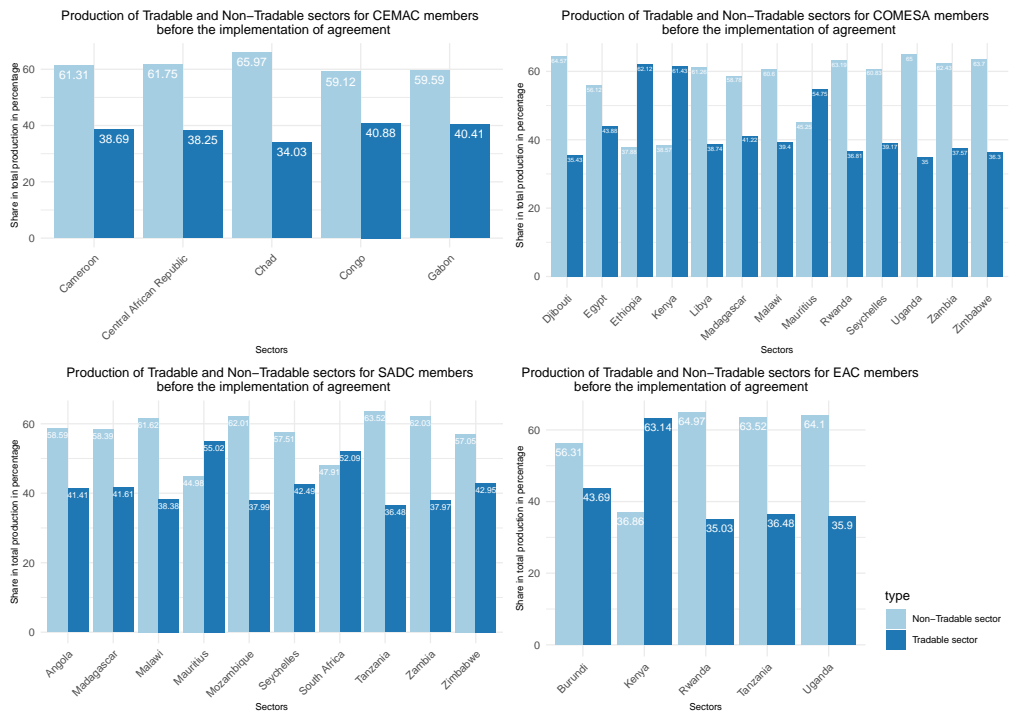 Production of Tradable and Non−Tradable sectors for CEMAC members
before the implementation of agreement
Share in total production in percentage
60
40
20
0
61.31
38.69
61.75
38.25
65.97
34.03
59.12
40.88
59.59
40.41
Cameroon
Central African Republic
Chad
Congo
Gabon
Sectors
Production of Tradable and Non−Tradable sectors for COMESA members
before the implementation of agreement
Share in total production in percentage
60
40
20
0
64.57
35.43
56.12
43.88
62.12
61.43
38.74
58.78
41.22
60.6
39.4
45.25
54.75
63.19
36.81
60.83
39.17
65
35
62.43
37.57
63.7
36.3
Djibouti
Egypt
Ethiopia
Kenya
Libya
Madagascar
Malawi
Mauritius
Rwanda
Seychelles
Uganda
Zambia
Zimbabwe
Sectors
Production of Tradable and Non−Tradable sectors for SADC members
before the implementation of agreement
Share in total production in percentage
60
40
20
0
58.59
41.41
58.39
41.61
61.62
38.38
44.98
55.02
62.01
37.99
57.51
42.49
47.91
52.09
63.52
36.48
62.03
37.97
57.05
42.95
Angola
Madagascar
Malawi
Mauritius
Mozambique
Seychelles
South Africa
Tanzania
Zambia
Zimbabwe
Sectors
Production of Tradable and Non−Tradable sectors for EAC members
before the implementation of agreement
Share in total production in percentage
60
40
20
0
56.31
43.69
36.86
63.14
64.97
35.03
63.52
36.48
64.1
35.9
Burundi
Kenya
Rwanda
Tanzania
Uganda
Sectors
type
Non−Tradable sector
Tradable sector